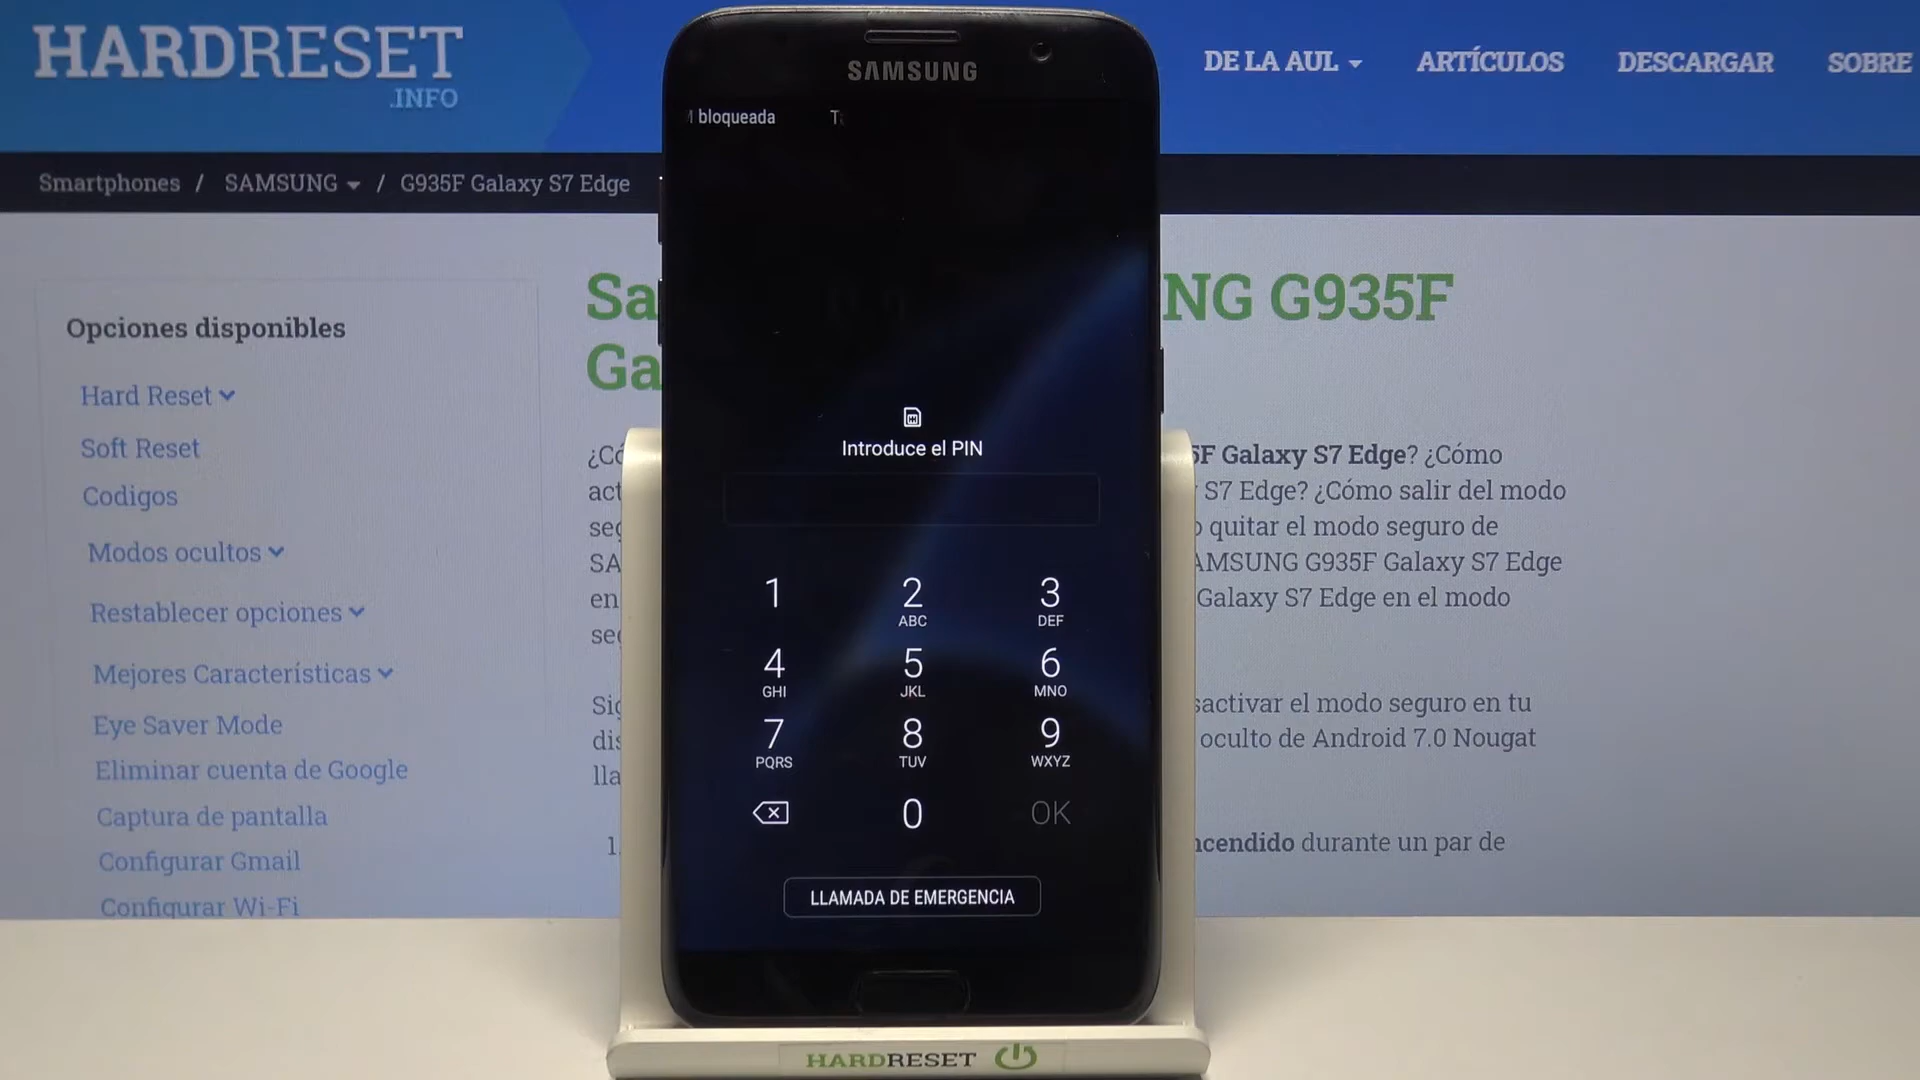 HARDRESET
.INFO
DE LA AUL
ARTÍCULOS
DESCARGAR
SOBRE
Smartphones / SAMSUNG / G935F Galaxy S7 Edge
Opciones disponibles
Hard Reset
Soft Reset
Codigos
Modos ocultos
Restablecer opciones
Mejores Características
Eye Saver Mode
Eliminar cuenta de Google
Captura de pantalla
Configurar Gmail
Configurar Wi-Fi
SAMSUNG
bloqueada
Introduce el PIN
1
2 ABC
3 DEF
4 GHI
5 JKL
6 MNO
7 PQRS
8 TUV
9 WXYZ
0
OK
LLAMADA DE EMERGENCIA
HARDRESET
G935F
Galaxy S7 Edge? ¿Cómo
S7 Edge? ¿Cómo salir del modo
quitar el modo seguro de
G935F Galaxy S7 Edge
Galaxy S7 Edge en el modo
el modo seguro en tu
oculto de Android 7.0 Nougat
1.
durante un par de